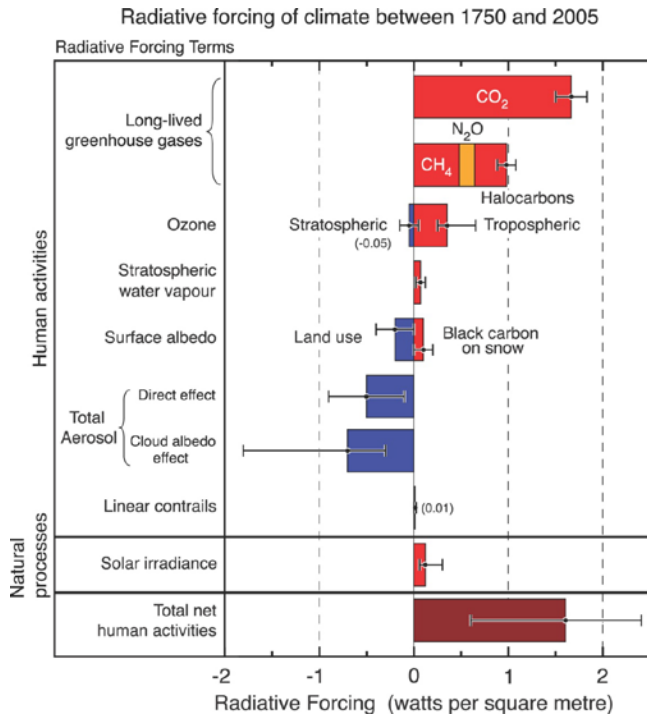 Radiative forcing of climate between 1750 and 2005
Radiative Forcing Terms
Human activities
Long-lived
greenhouse gases
CO₂
N₂O
CH₄
Halocarbons
Ozone
Stratospheric
(-0.05)
Tropospheric
Stratospheric
water vapour
Surface albedo
Land use
Black carbon
on snow
Total
Aerosol
Direct effect
Cloud albedo
effect
Linear contrails
(0.01)
Natural
processes
Solar irradiance
Total net
human activities
-2 -1 0 1 2
Radiative Forcing (watts per square metre)